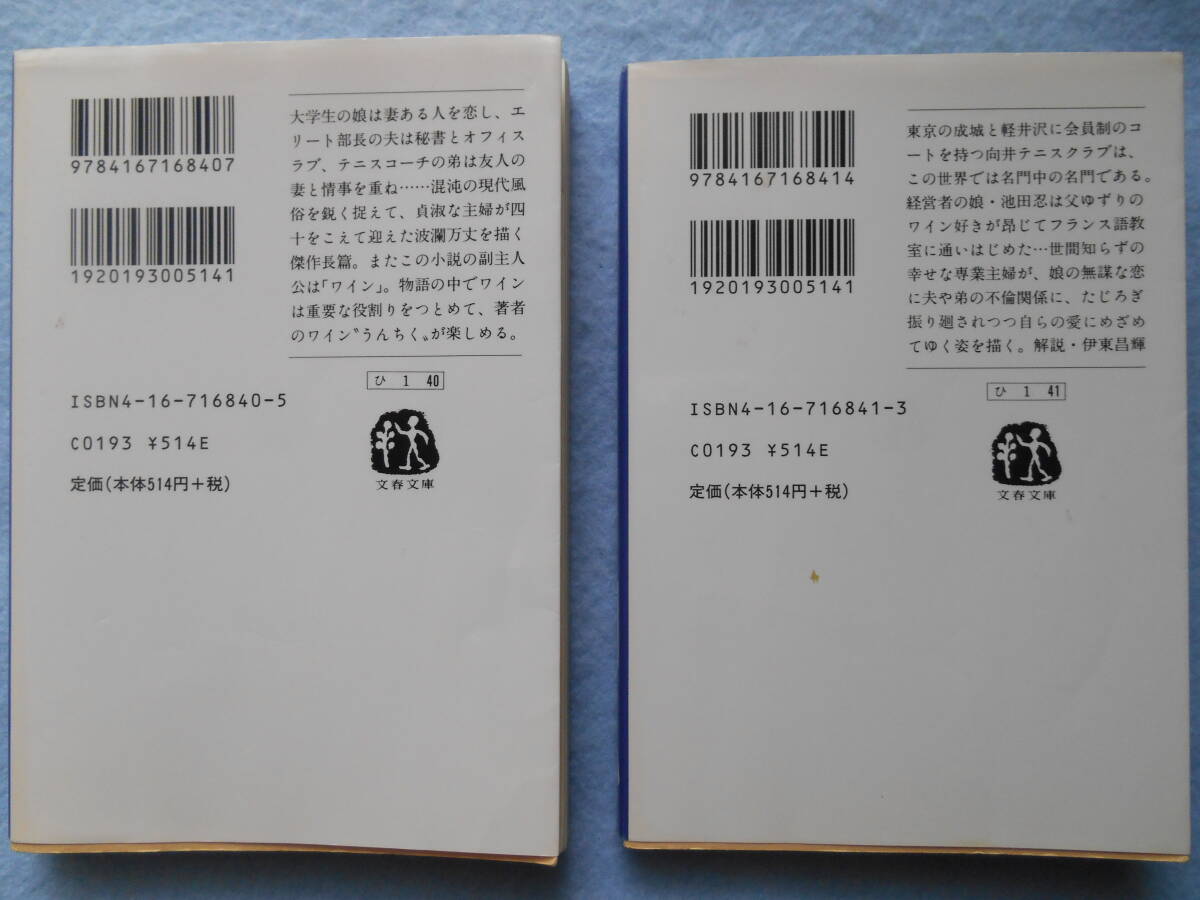 9784167168407
1920193005141
大学生の娘は妻ある人を恋し、エ
リート部長の夫は秘書とオフィス
ラブ、テニスコーチの弟は友人の
妻と情事を重ね……混沌の現代風
俗を鋭く捉えて、貞淑な主婦が四
十をこえて迎えた波瀾万丈を描く
傑作長篇。またこの小説の副主人
公は「ワイン」。物語の中でワイン
は重要な役割りをつとめて、著者
のワイン〝うんちく〟が楽しめる。
ひ 1 40
ISBN4-16-716840-5
C0193 ¥514E
定価(本体514円+税)
文春文庫
9784167168414
1920193005141
東京の成城と軽井沢に会員制のコ
ートを持つ向井テニスクラブは、
この世界では名門中の名門である。
経営者の娘・池田忍は父ゆずりの
ワイン好きが昂じてフランス語教
室に通いはじめた…世間知らずの
幸せな専業主婦が、娘の無謀な恋
に夫や弟の不倫関係に、たじろぎ
振り廻されつつ自らの愛にめざめ
てゆく姿を描く。解説・伊東昌輝
ひ 1 41
ISBN4-16-716841-3
C0193 ¥514E
定価(本体514円+税)
文春文庫